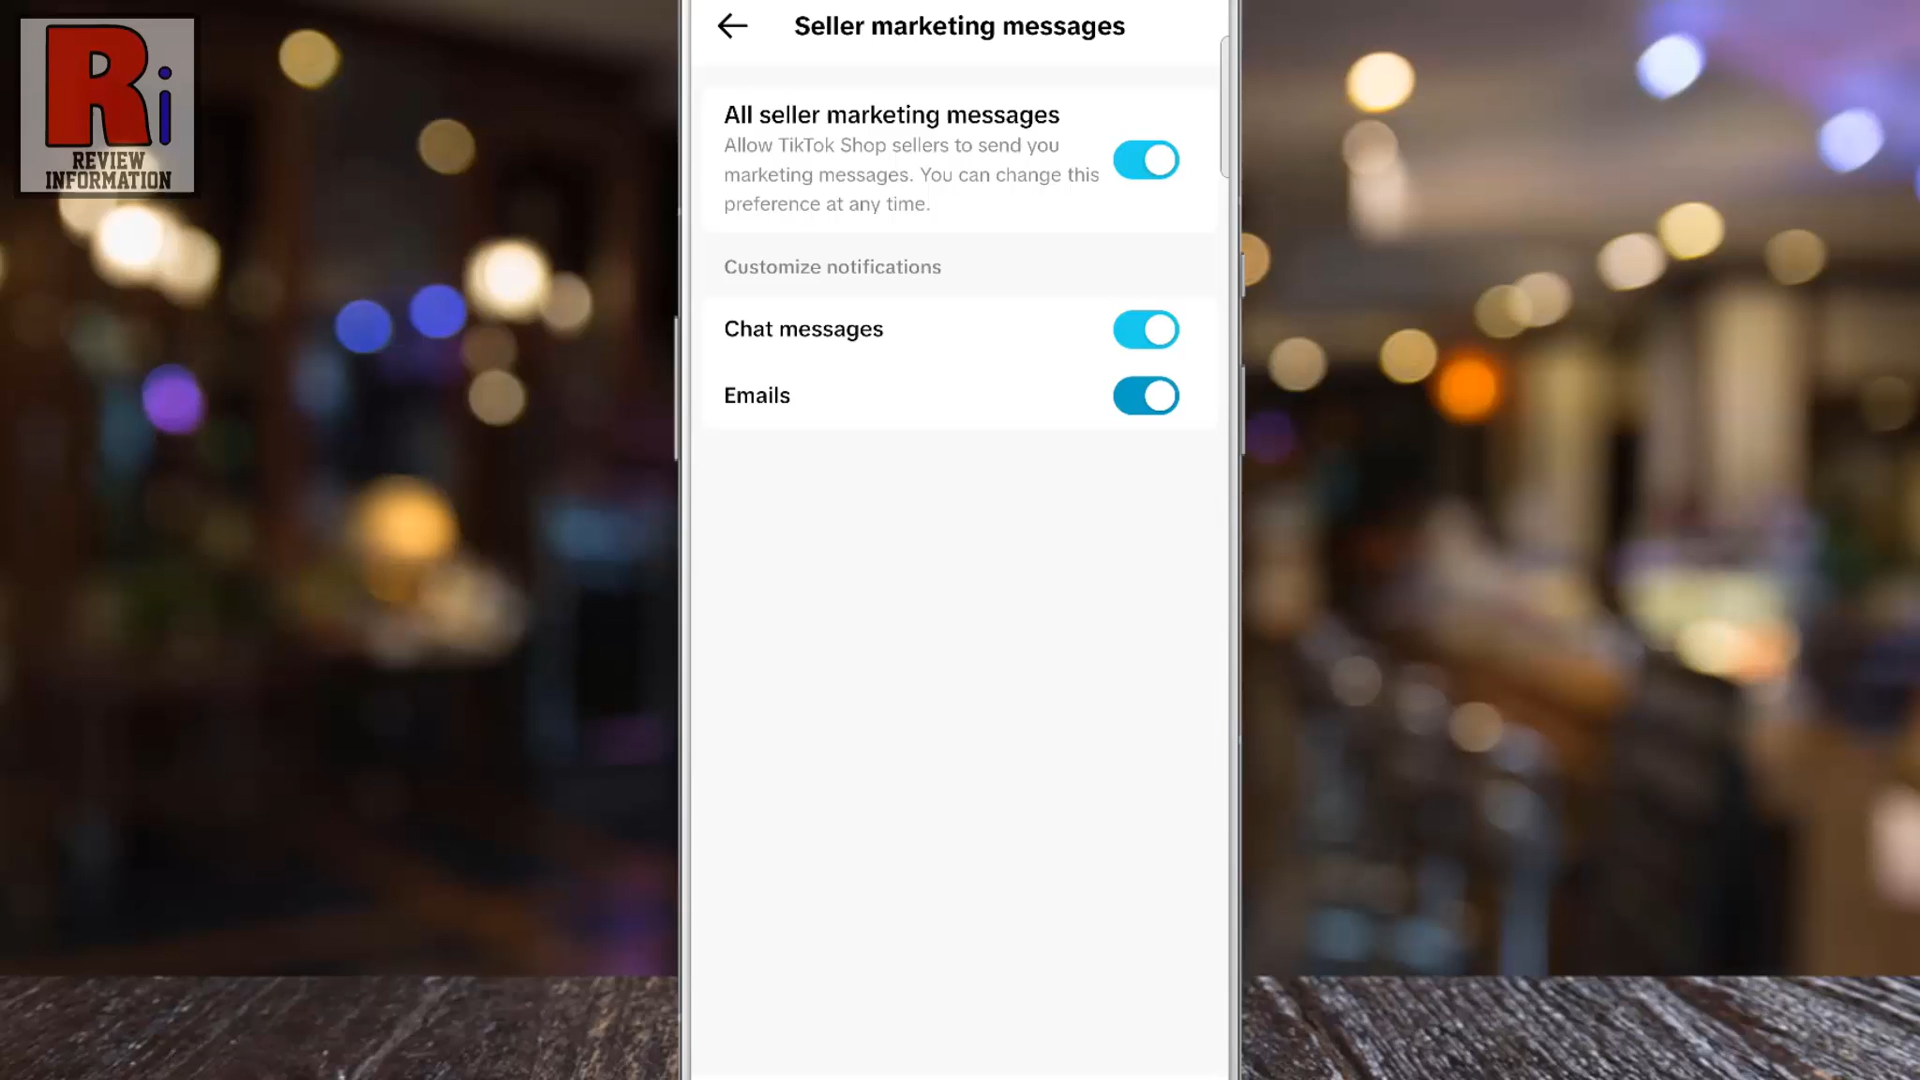 Ri
REVIEW
INFORMATION
Seller marketing messages
All seller marketing messages
Allow TikTok Shop sellers to send you
marketing messages. You can change this
preference at any time.
Customize notifications
Chat messages
Emails